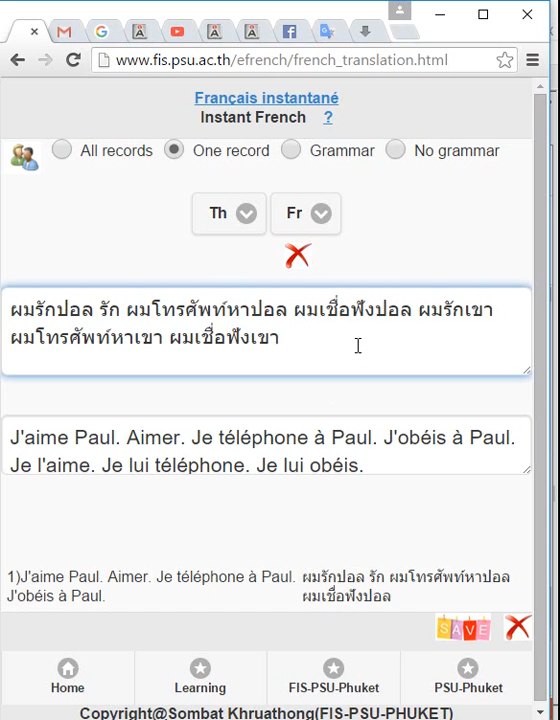 www.fis.psu.ac.th/efrench/french_translation.html
Français instantané
Instant French ?
All records One record Grammar No grammar
Th Fr
ผมรักปอล รัก ผมโทรศัพท์หาปอล ผมเชื่อฟังปอล ผมรักเขา
ผมโทรศัพท์หาเขา ผมเชื่อฟังเขา
J'aime Paul. Aimer. Je téléphone à Paul. J'obéis à Paul.
Je l'aime. Je lui téléphone. Je lui obéis.
1)J'aime Paul. Aimer. Je téléphone à Paul. ผมรักปอล รัก ผมโทรศัพท์หาปอล
J'obéis à Paul. ผมเชื่อฟังปอล
SAVE
Home Learning FIS-PSU-Phuket PSU-Phuket
Copyright@Sombat Khruathong(FIS-PSU-PHUKET)